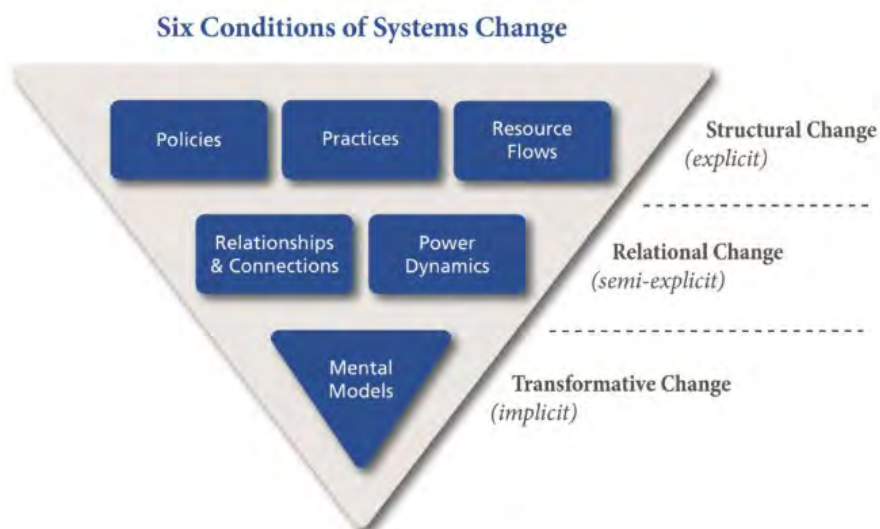 Six Conditions of Systems Change
Policies
Practices
Resource
Flows
Structural Change
(explicit)
Relationships
& Connections
Power
Dynamics
Relational Change
(semi-explicit)
Mental
Models
Transformative Change
(implicit)